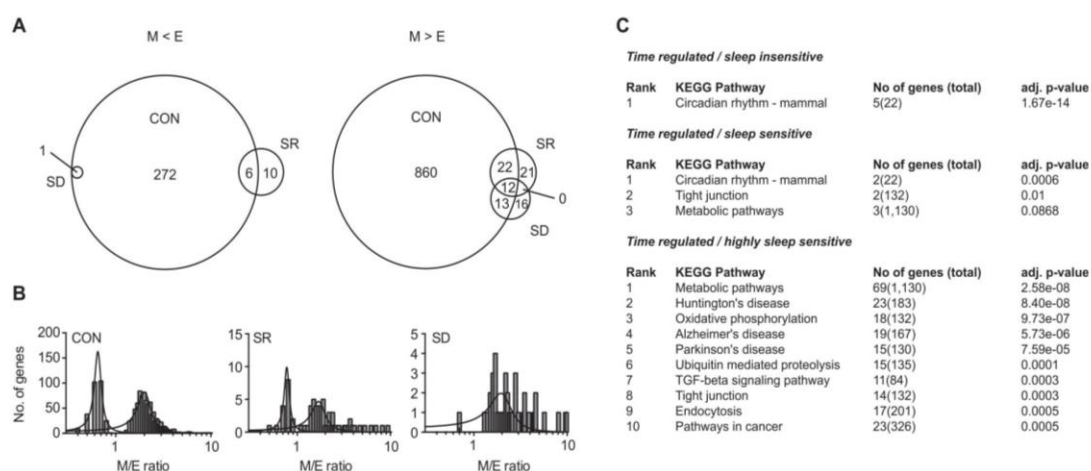 A
M < E
M > E
CON
CON
SR
SR
1
SD
272
6
10
860
22
21
12
0
13
16
SD
B
CON
SR
SD
No. of genes
200
150
100
50
0
1
10
M/E ratio
15
10
5
0
1
10
M/E ratio
5
4
3
2
1
0
1
10
M/E ratio
C
Time regulated / sleep insensitive
Rank KEGG Pathway No of genes (total) adj. p-value
1 Circadian rhythm - mammal 5(22) 1.67e-14
Time regulated / sleep sensitive
Rank KEGG Pathway No of genes (total) adj. p-value
1 Circadian rhythm - mammal 2(22) 0.0006
2 Tight junction 2(132) 0.01
3 Metabolic pathways 3(1,130) 0.0868
Time regulated / highly sleep sensitive
Rank KEGG Pathway No of genes (total) adj. p-value
1 Metabolic pathways 69(1,130) 2.58e-08
2 Huntington's disease 23(183) 8.40e-08
3 Oxidative phosphorylation 18(132) 9.73e-07
4 Alzheimer's disease 19(167) 5.73e-06
5 Parkinson's disease 15(130) 7.59e-05
6 Ubiquitin mediated proteolysis 15(135) 0.0001
7 TGF-beta signaling pathway 11(84) 0.0003
8 Tight junction 14(132) 0.0003
9 Endocytosis 17(201) 0.0005
10 Pathways in cancer 23(326) 0.0005